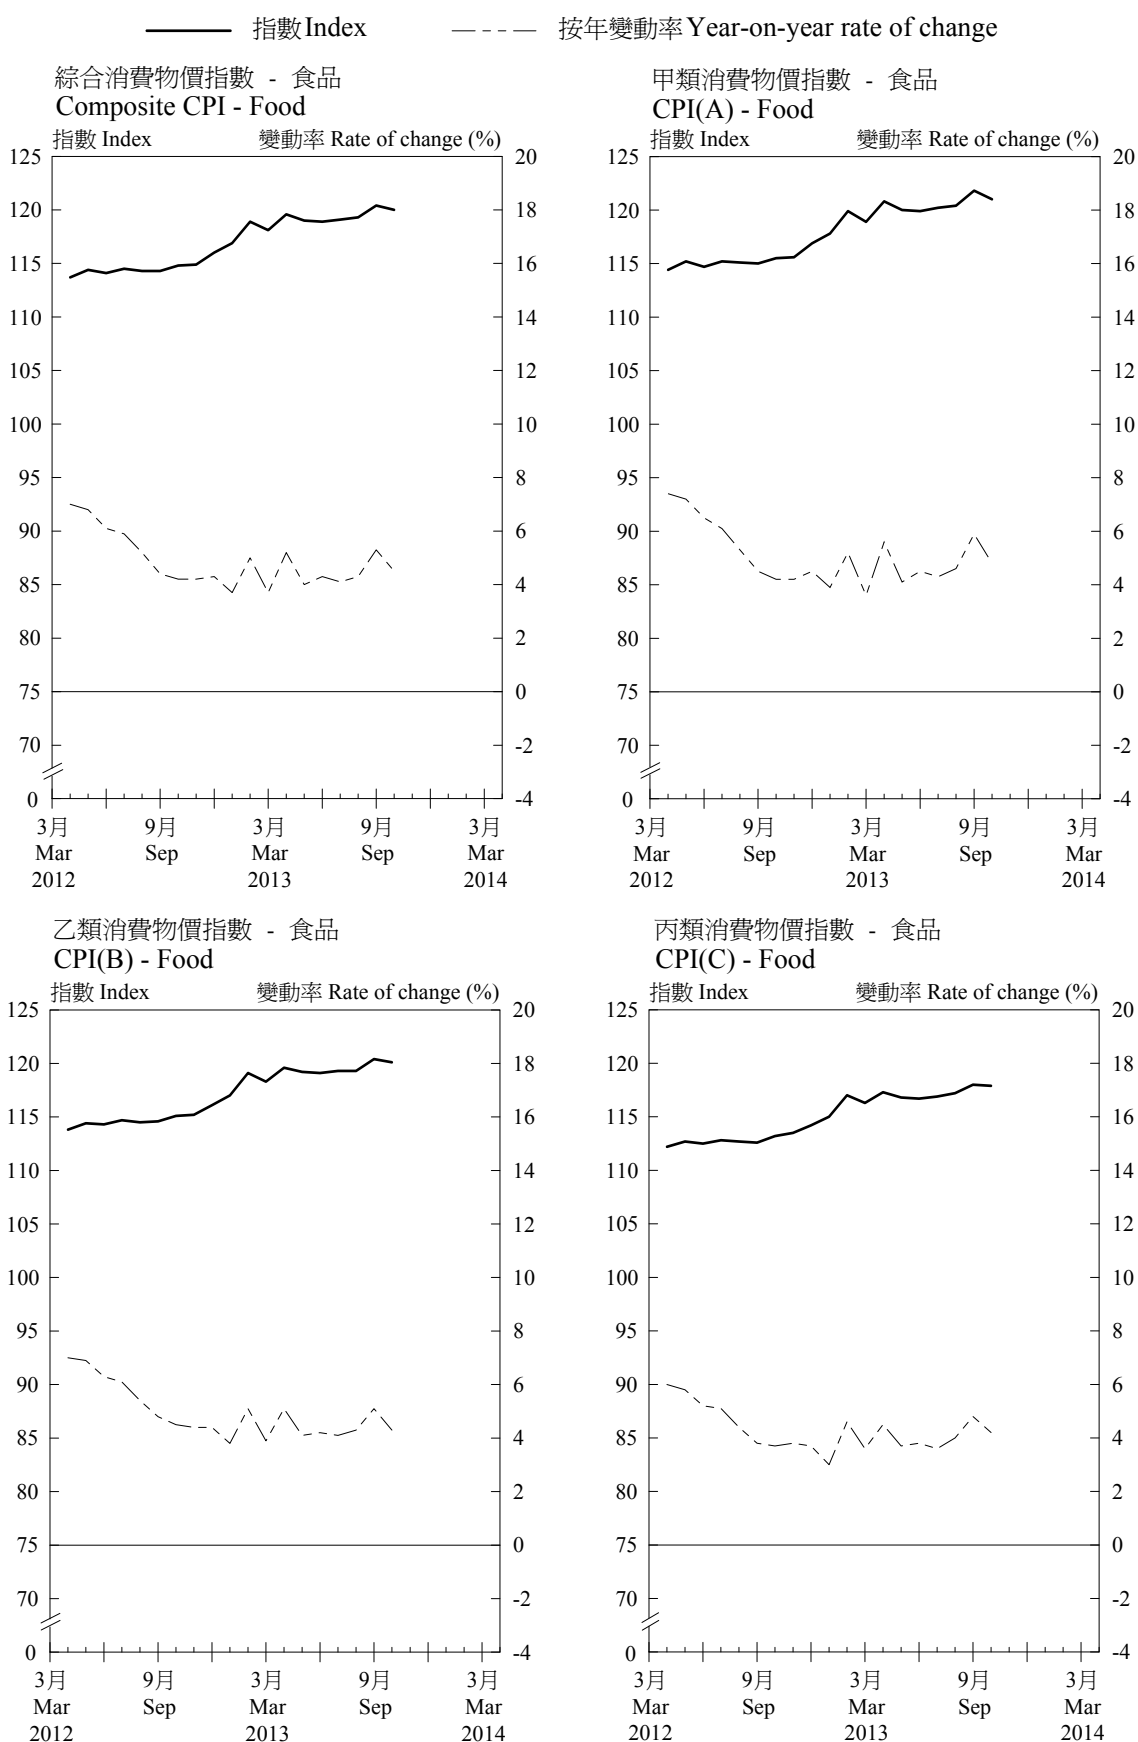 指數 Index 按年變動率 Year-on-year rate of change
綜合消費物價指數 - 食品
Composite CPI - Food
指數 Index 變動率 Rate of change (%)
125 20
120 18
115 16
110 14
105 12
100 10
95 8
90 6
85 4
80 2
75 0
70 -2
0 -4
3月 9月 3月 9月 3月
Mar Sep Mar Sep Mar
2012 2013 2014
甲類消費物價指數 - 食品
CPI(A) - Food
指數 Index 變動率 Rate of change (%)
125 20
120 18
115 16
110 14
105 12
100 10
95 8
90 6
85 4
80 2
75 0
70 -2
0 -4
3月 9月 3月 9月 3月
Mar Sep Mar Sep Mar
2012 2013 2014
乙類消費物價指數 - 食品
CPI(B) - Food
指數 Index 變動率 Rate of change (%)
125 20
120 18
115 16
110 14
105 12
100 10
95 8
90 6
85 4
80 2
75 0
70 -2
0 -4
3月 9月 3月 9月 3月
Mar Sep Mar Sep Mar
2012 2013 2014
丙類消費物價指數 - 食品
CPI(C) - Food
指數 Index 變動率 Rate of change (%)
125 20
120 18
115 16
110 14
105 12
100 10
95 8
90 6
85 4
80 2
75 0
70 -2
0 -4
3月 9月 3月 9月 3月
Mar Sep Mar Sep Mar
2012 2013 2014